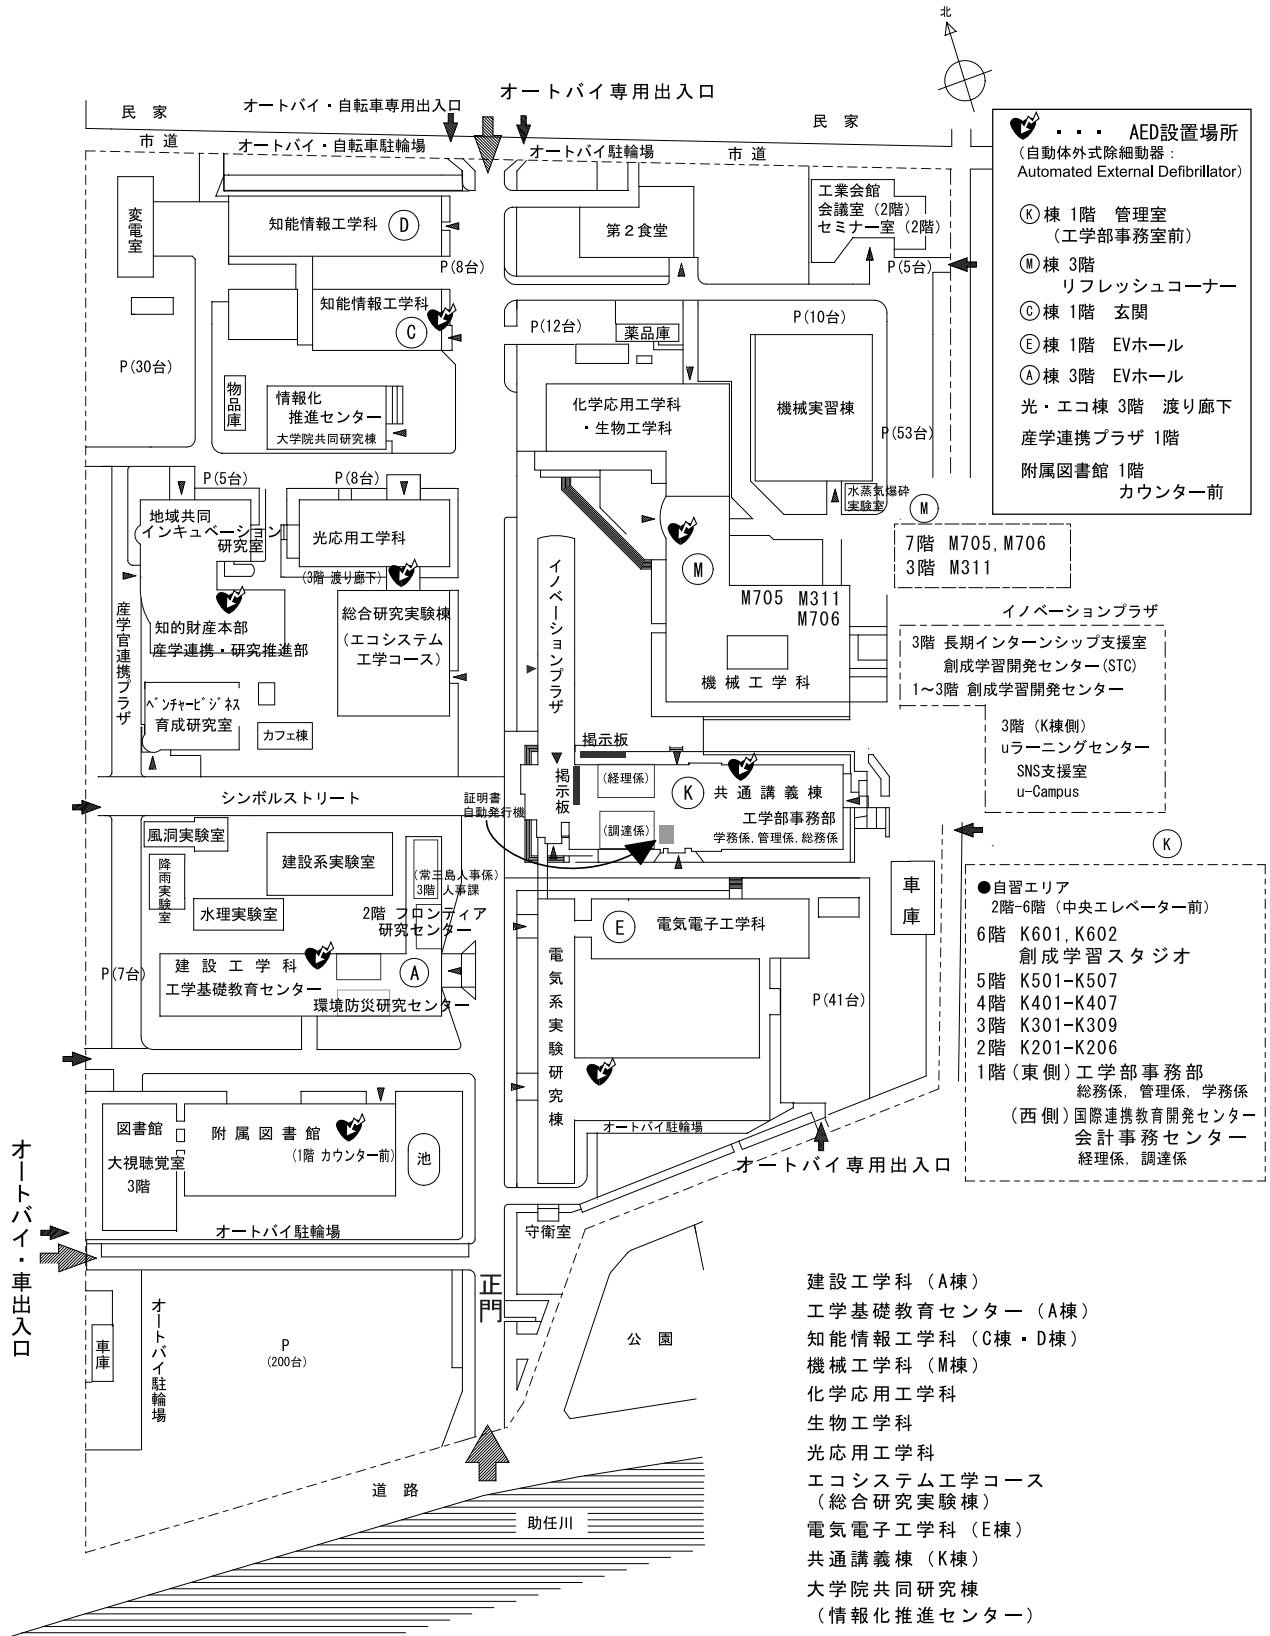 北
オートバイ専用出入口
オートバイ・自転車専用出入口
民家
民家
市道
オートバイ・自転車駐輪場
オートバイ駐輪場
市道
変電室
知能情報工学科 D
P(8台)
第2食堂
工業会館
会議室(2階)
セミナー室(2階)
P(5台)
知能情報工学科
C
P(12台)
薬品庫
P(10台)
P(30台)
物品庫
情報化
推進センター
大学院共同研究棟
化学応用工学科
・生物工学科
機械実習棟
P(53台)
P(5台)
P(8台)
水蒸気爆砕
実験室
地域共同
インキュベーション
研究室
光応用工学科
(3階 渡り廊下)
M
M705 M311
M706
イノベーションプラザ
産学官連携プラザ
知的財産本部
産学連携・研究推進部
総合研究実験棟
(エコシステム
工学コース)
機械工学科
ベンチャービジネス
育成研究室
カフェ棟
掲示板
掲示板
(経理係)
K 共通講義棟
工学部事務部
学務係,管理係,総務係
(調達係)
証明書
自動発行機
シンボルストリート
風洞実験室
降雨実験室
建設系実験室
水理実験室
(常三島人事係)
3階 人事課
2階 フロンティア
研究センター
車庫
E 電気電子工学科
電気系実験研究棟
P(7台)
建設工学科
工学基礎教育センター
A
環境防災研究センター
P(41台)
図書館
大視聴覚室
3階
附属図書館
(1階 カウンター前)
池
オートバイ駐輪場
オートバイ専用出入口
オートバイ駐輪場
守衛室
オートバイ・車出入口
正門
車庫
オートバイ駐輪場
P
(200台)
公園
道路
助任川
・・・ AED設置場所
(自動体外式除細動器:
Automated External Defibrillator)
Ⓚ棟 1階 管理室
(工学部事務室前)
Ⓜ棟 3階
リフレッシュコーナー
Ⓒ棟 1階 玄関
Ⓔ棟 1階 EVホール
Ⓐ棟 3階 EVホール
光・エコ棟 3階 渡り廊下
産学連携プラザ 1階
附属図書館 1階
カウンター前
M
7階 M705,M706
3階 M311
イノベーションプラザ
3階 長期インターンシップ支援室
創成学習開発センター(STC)
1~3階 創成学習開発センター
3階(K棟側)
uラーニングセンター
SNS支援室
u-Campus
K
●自習エリア
2階-6階(中央エレベーター前)
6階 K601,K602
創成学習スタジオ
5階 K501-K507
4階 K401-K407
3階 K301-K309
2階 K201-K206
1階(東側)工学部事務部
総務係,管理係,学務係
(西側)国際連携教育開発センター
会計事務センター
経理係,調達係
建設工学科(A棟)
工学基礎教育センター(A棟)
知能情報工学科(C棟・D棟)
機械工学科(M棟)
化学応用工学科
生物工学科
光応用工学科
エコシステム工学コース
(総合研究実験棟)
電気電子工学科(E棟)
共通講義棟(K棟)
大学院共同研究棟
(情報化推進センター)